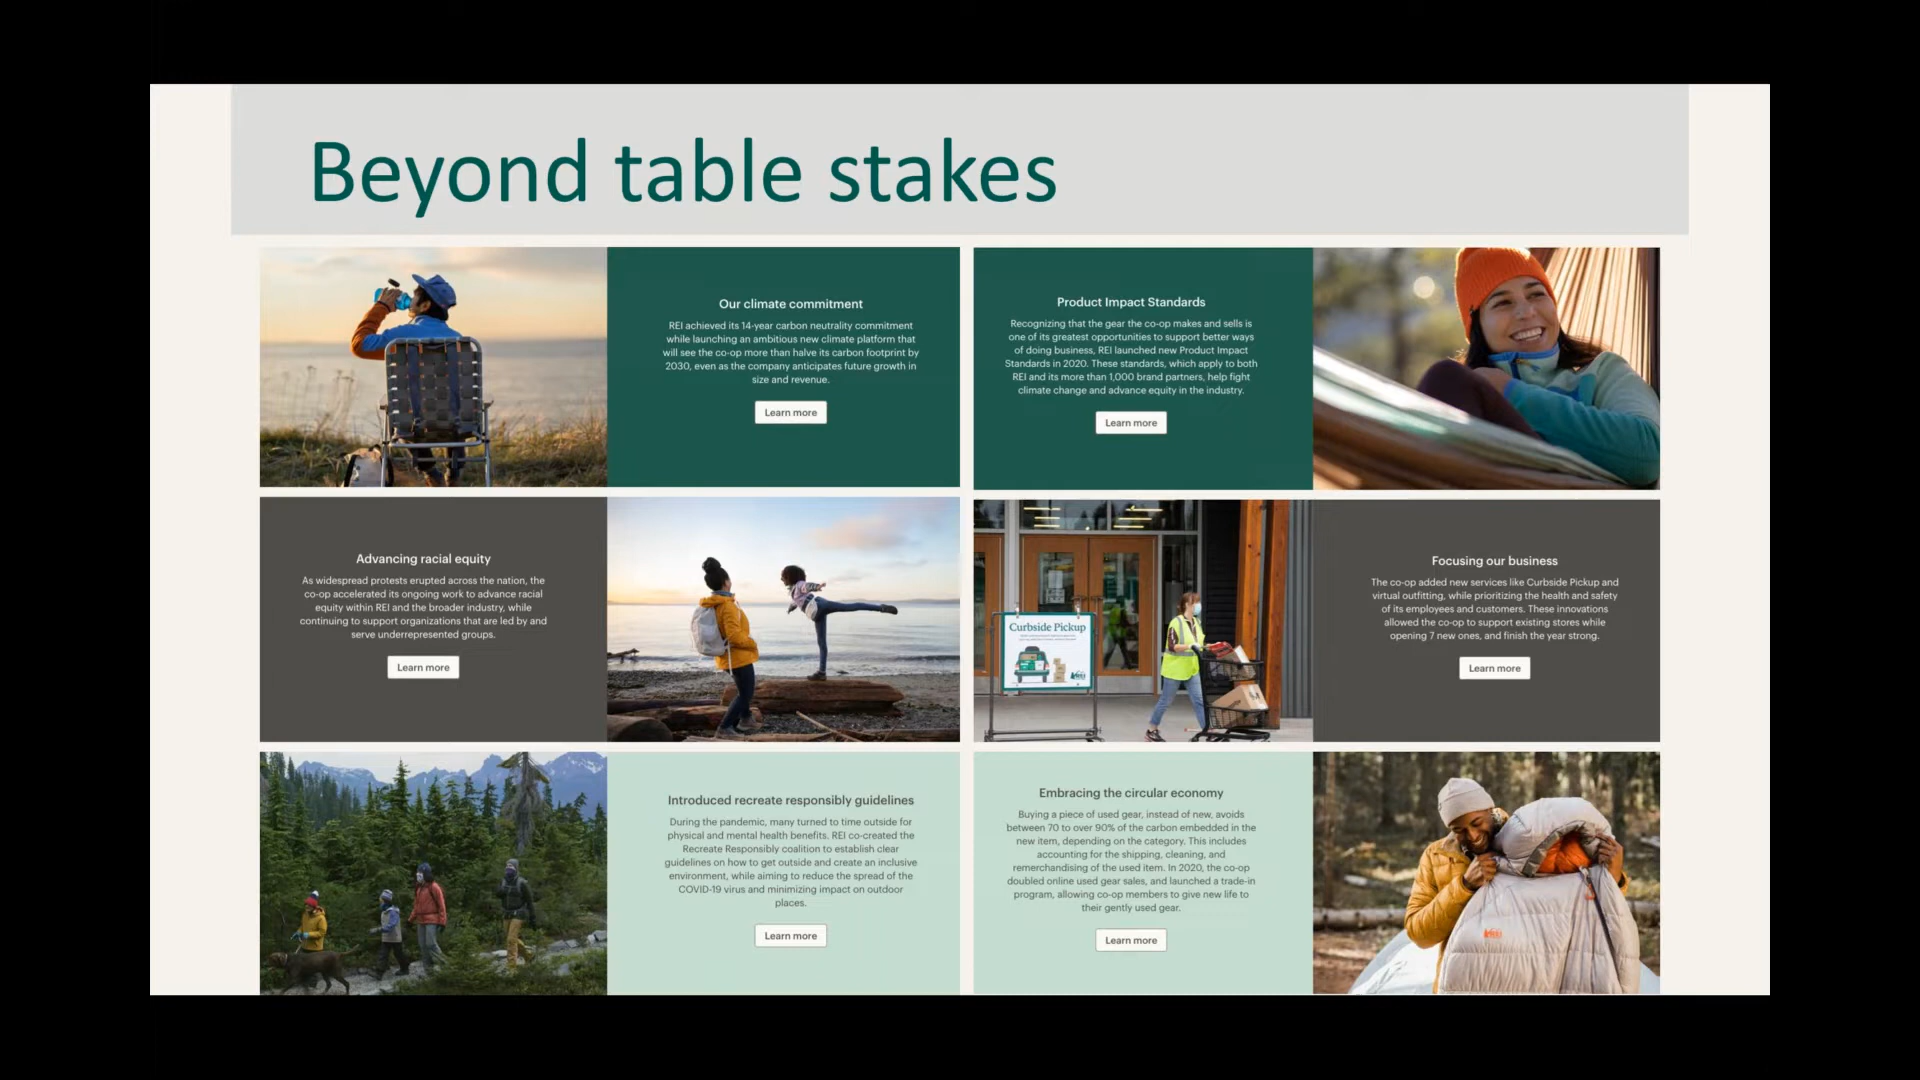 Beyond table stakes
Our climate commitment
REI achieved its 14-year carbon neutrality commitment
while launching an ambitious new climate platform that
will see the co-op more than halve its carbon footprint by
2030, even as the company anticipates future growth in
size and revenue.
Learn more
Product Impact Standards
Recognizing that the gear the co-op makes and sells is
one of its greatest opportunities to support better ways
of doing business, REI launched new Product Impact
Standards in 2020. These standards, which apply to both
REI and its more than 1,000 brand partners, help fight
climate change and advance equity in the industry.
Learn more
Advancing racial equity
As widespread protests erupted across the nation, the
co-op accelerated its ongoing work to advance racial
equity within REI and the broader industry, while
continuing to support organizations that are led by and
serve underrepresented groups.
Learn more
Curbside Pickup
Focusing our business
The co-op added new services like Curbside Pickup and
virtual outfitting, while prioritizing the health and safety
of its employees and customers. These innovations
allowed the co-op to support existing stores while
opening 7 new ones, and finish the year strong.
Learn more
Introduced recreate responsibly guidelines
During the pandemic, many turned to time outside for
physical and mental health benefits. REI co-created the
Recreate Responsibly coalition to establish clear
guidelines on how to get outside and create an inclusive
environment, while aiming to reduce the spread of the
COVID-19 virus and minimizing impact on outdoor
places.
Learn more
Embracing the circular economy
Buying a piece of used gear, instead of new, avoids
between 70 to over 90% of the carbon embedded in the
new item, depending on the category. This includes
accounting for the shipping, cleaning, and
remerchandising of the used item. In 2020, the co-op
doubled online used gear sales, and launched a trade-in
program, allowing co-op members to give new life to
their gently used gear.
Learn more